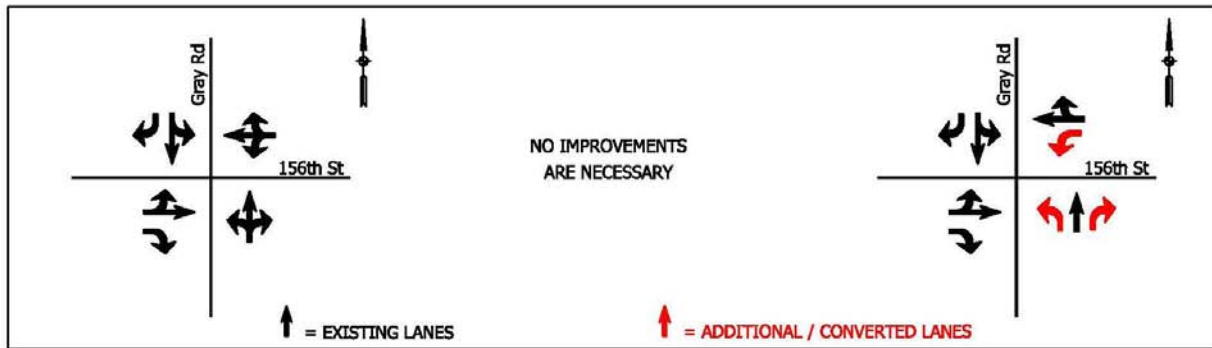 Gray Rd
156th St
NO IMPROVEMENTS
ARE NECESSARY
Gray Rd
156th St
= EXISTING LANES
= ADDITIONAL / CONVERTED LANES